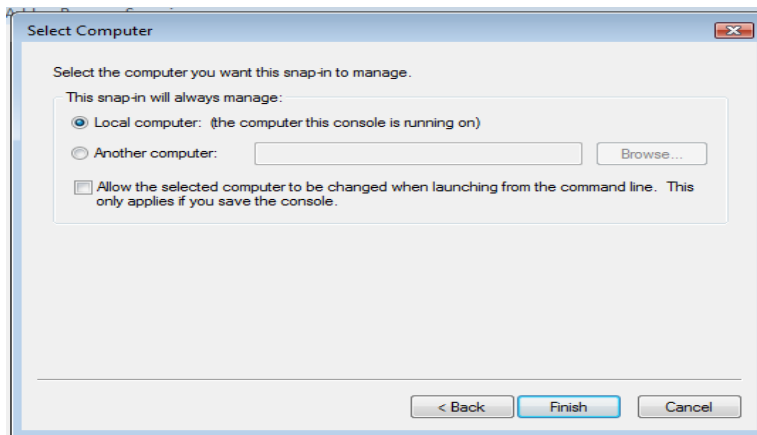 Select Computer
Select the computer you want this snap-in to manage.
This snap-in will always manage:
Local computer: (the computer this console is running on)
Another computer:
Browse...
Allow the selected computer to be changed when launching from the command line. This
only applies if you save the console.
< Back
Finish
Cancel